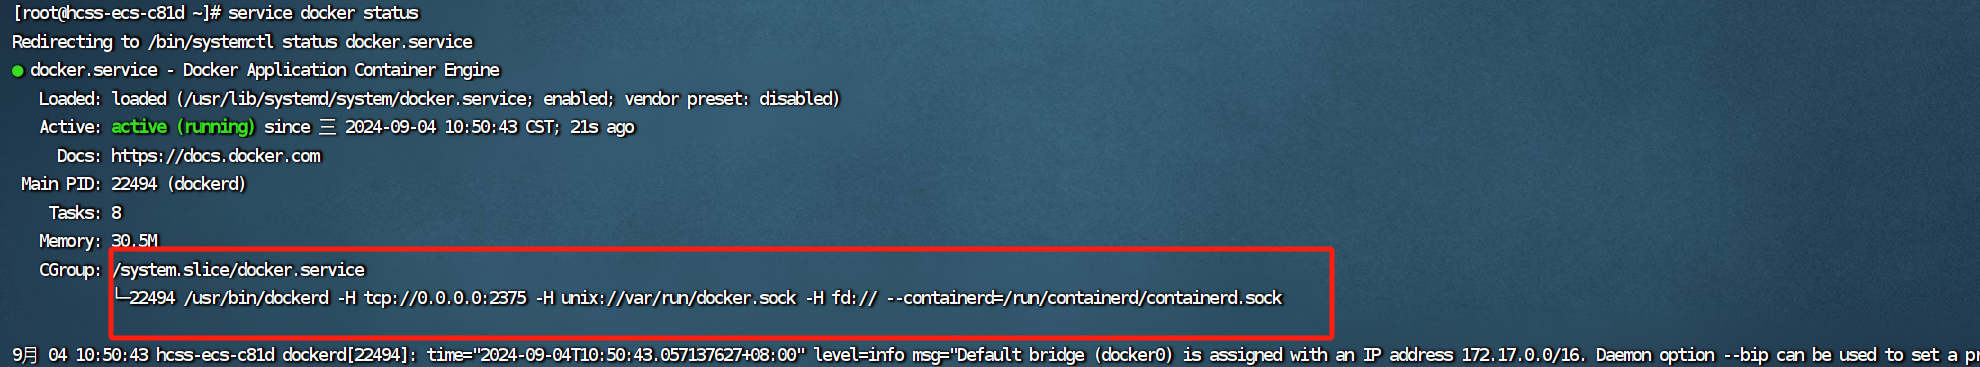 [root@hcss-ecs-c81d ~]# service docker status
Redirecting to /bin/systemctl status docker.service
● docker.service - Docker Application Container Engine
Loaded: loaded (/usr/lib/systemd/system/docker.service; enabled; vendor preset: disabled)
Active: active (running) since 三 2024-09-04 10:50:43 CST; 21s ago
Docs: https://docs.docker.com
Main PID: 22494 (dockerd)
Tasks: 8
Memory: 30.5M
CGroup: /system.slice/docker.service
└─22494 /usr/bin/dockerd -H tcp://0.0.0.0:2375 -H unix://var/run/docker.sock -H fd:// --containerd=/run/containerd/containerd.sock
9月 04 10:50:43 hcss-ecs-c81d dockerd[22494]: time="2024-09-04T10:50:43.057137627+08:00" level=info msg="Default bridge (docker0) is assigned with an IP address 172.17.0.0/16. Daemon option --bip can be used to set a pr